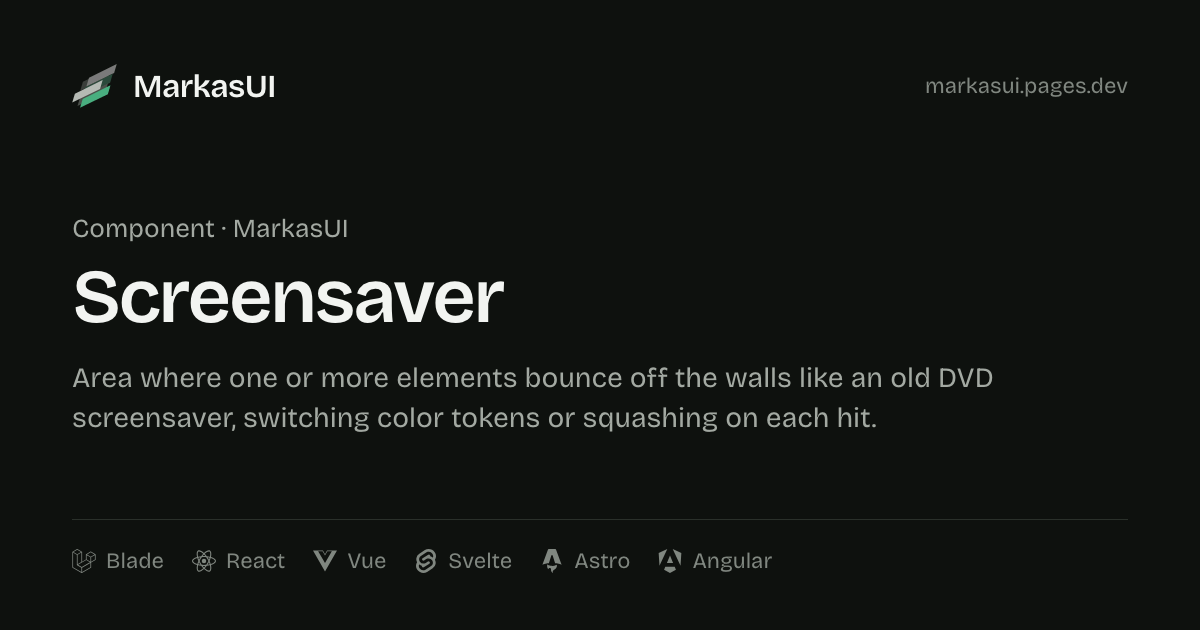 MarkasUI
markasui.pages.dev
Component · MarkasUI
Screensaver
Area where one or more elements bounce off the walls like an old DVD
screensaver, switching color tokens or squashing on each hit.
Blade React Vue Svelte Astro Angular